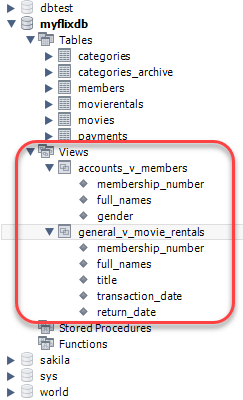 dbtest
myflixdb
Tables
categories
categories_archive
members
movierentals
movies
payments
Views
accounts_v_members
membership_number
full_names
gender
general_v_movie_rentals
membership_number
full_names
title
transaction_date
return_date
Stored Procedures
Functions
sakila
sys
world